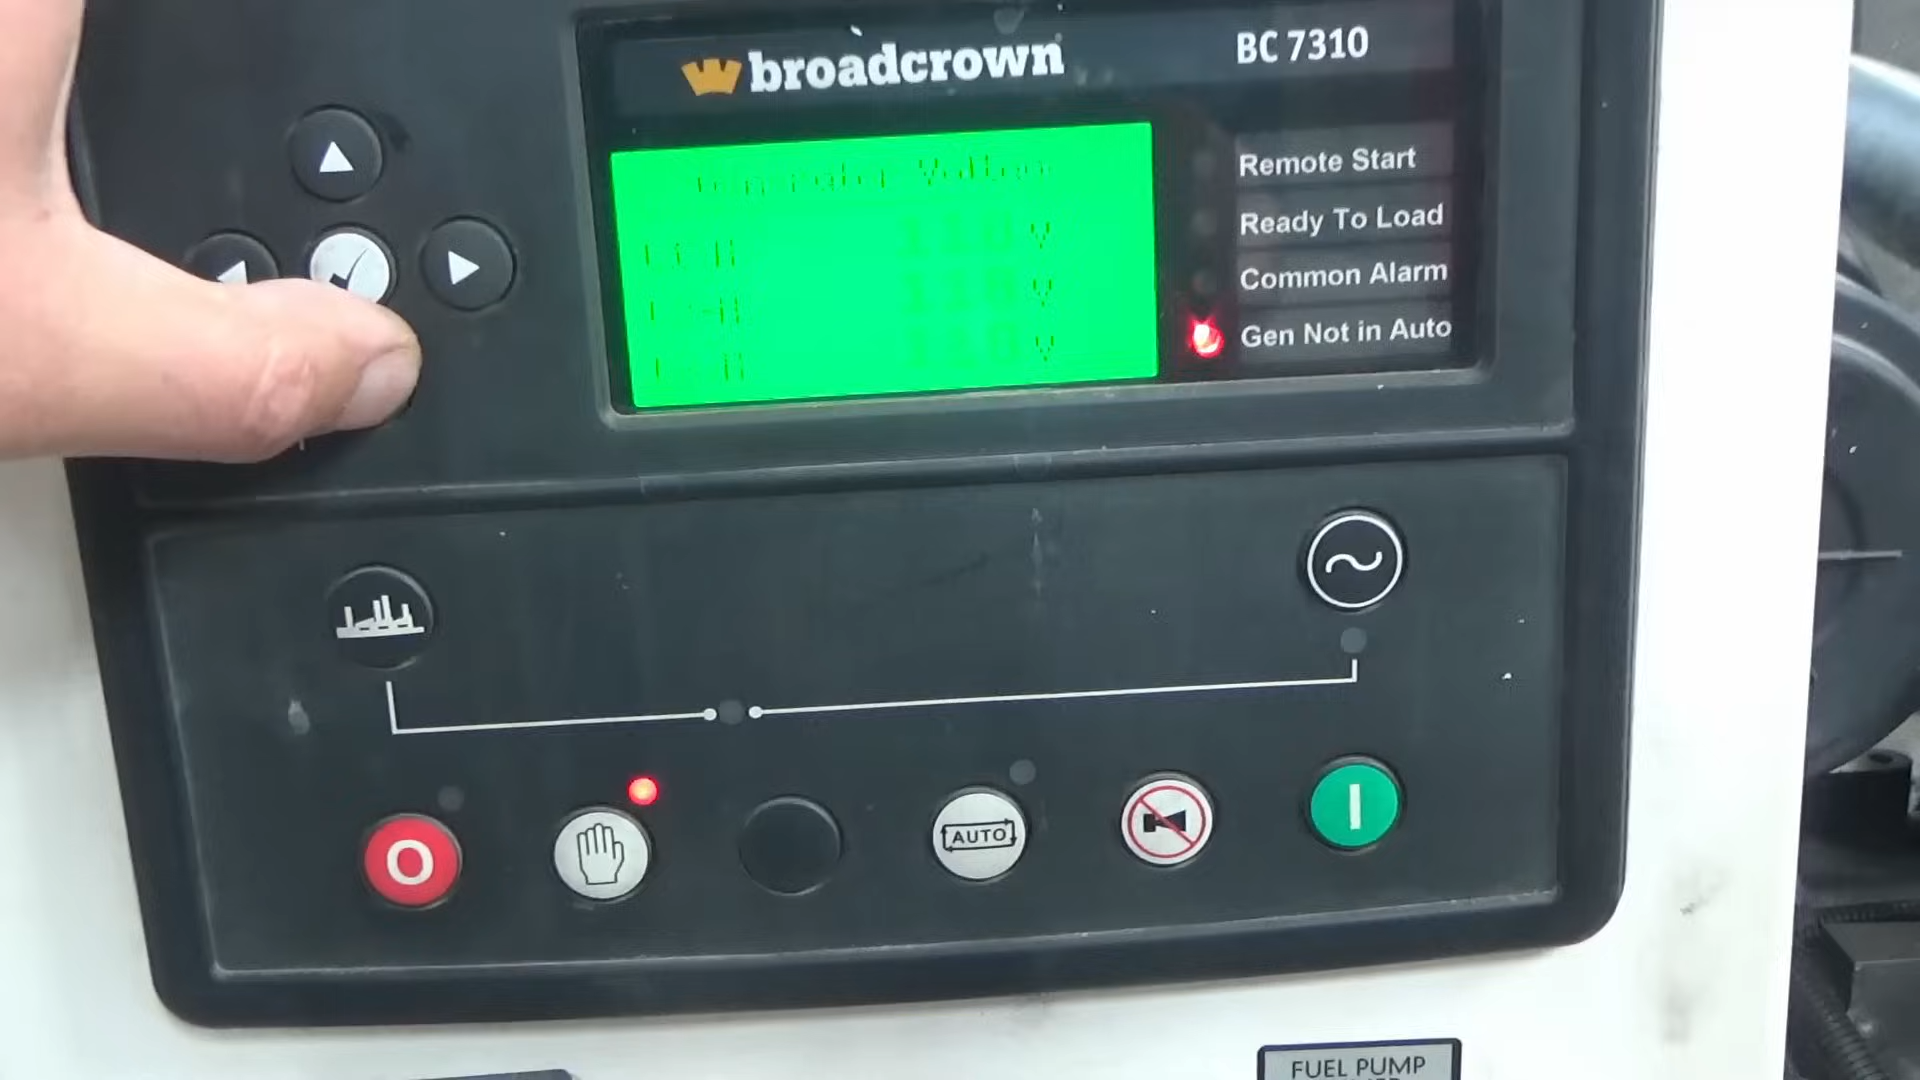 broadcrown
BC 7310
Remote Start
Ready To Load
Common Alarm
Gen Not in Auto
V
V
V
O
AUTO
I
FUEL PUMP